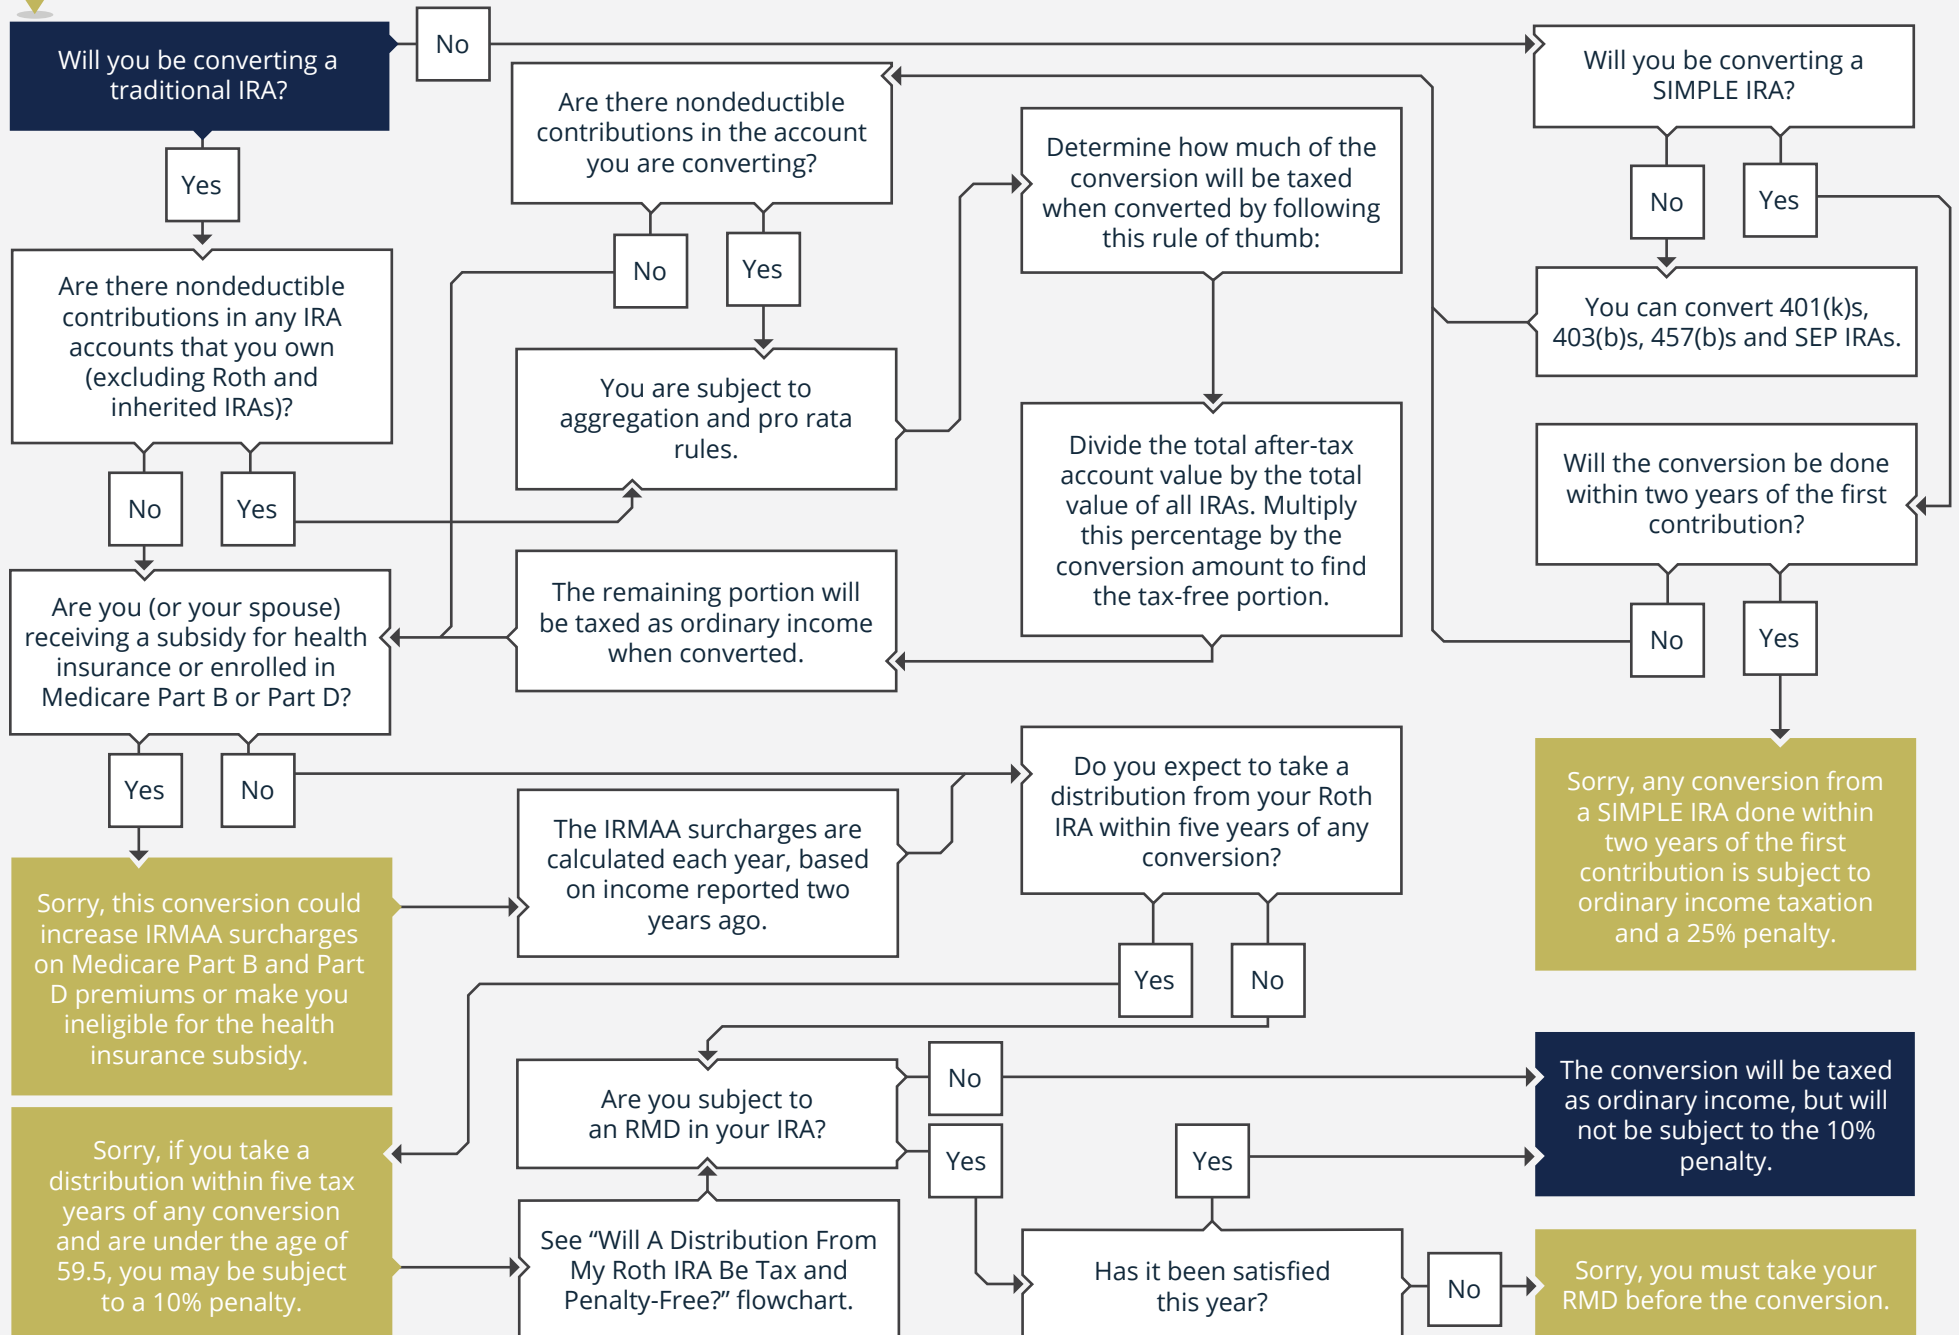 Will you be converting a
traditional IRA?
No
Yes
Are there nondeductible
contributions in any IRA
accounts that you own
(excluding Roth and
inherited IRAs)?
No
Yes
Are you (or your spouse)
receiving a subsidy for health
insurance or enrolled in
Medicare Part B or Part D?
Yes
No
Sorry, this conversion could
increase IRMAA surcharges
on Medicare Part B and Part
D premiums or make you
ineligible for the health
insurance subsidy.
Sorry, if you take a
distribution within five tax
years of any conversion
and are under the age of
59.5, you may be subject
to a 10% penalty.
Are there nondeductible
contributions in the account
you are converting?
No
Yes
You are subject to
aggregation and pro rata
rules.
The remaining portion will
be taxed as ordinary income
when converted.
The IRMAA surcharges are
calculated each year, based
on income reported two
years ago.
Are you subject to
an RMD in your IRA?
No
Yes
See “Will A Distribution From
My Roth IRA Be Tax and
Penalty-Free?” flowchart.
Determine how much of the
conversion will be taxed
when converted by following
this rule of thumb:
Divide the total after-tax
account value by the total
value of all IRAs. Multiply
this percentage by the
conversion amount to find
the tax-free portion.
Do you expect to take a
distribution from your Roth
IRA within five years of any
conversion?
Yes
No
Yes
Has it been satisfied
this year?
No
Will you be converting a
SIMPLE IRA?
No
Yes
You can convert 401(k)s,
403(b)s, 457(b)s and SEP IRAs.
Will the conversion be done
within two years of the first
contribution?
No
Yes
Sorry, any conversion from
a SIMPLE IRA done within
two years of the first
contribution is subject to
ordinary income taxation
and a 25% penalty.
The conversion will be taxed
as ordinary income, but will
not be subject to the 10%
penalty.
Sorry, you must take your
RMD before the conversion.